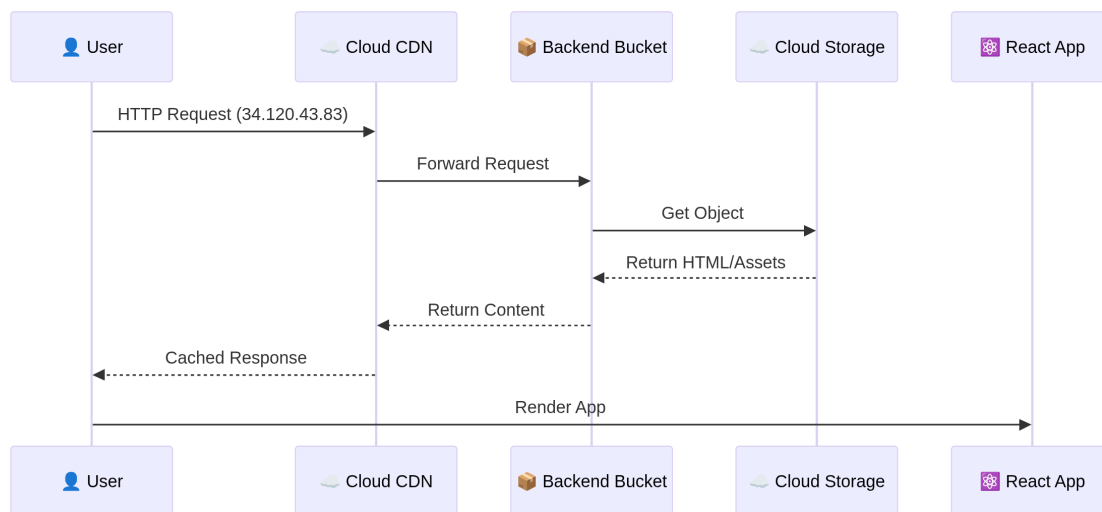 👤 User
☁️ Cloud CDN
📦 Backend Bucket
☁️ Cloud Storage
⚛️ React App
HTTP Request (34.120.43.83)
Forward Request
Get Object
Return HTML/Assets
Return Content
Cached Response
Render App
👤 User
☁️ Cloud CDN
📦 Backend Bucket
☁️ Cloud Storage
⚛️ React App